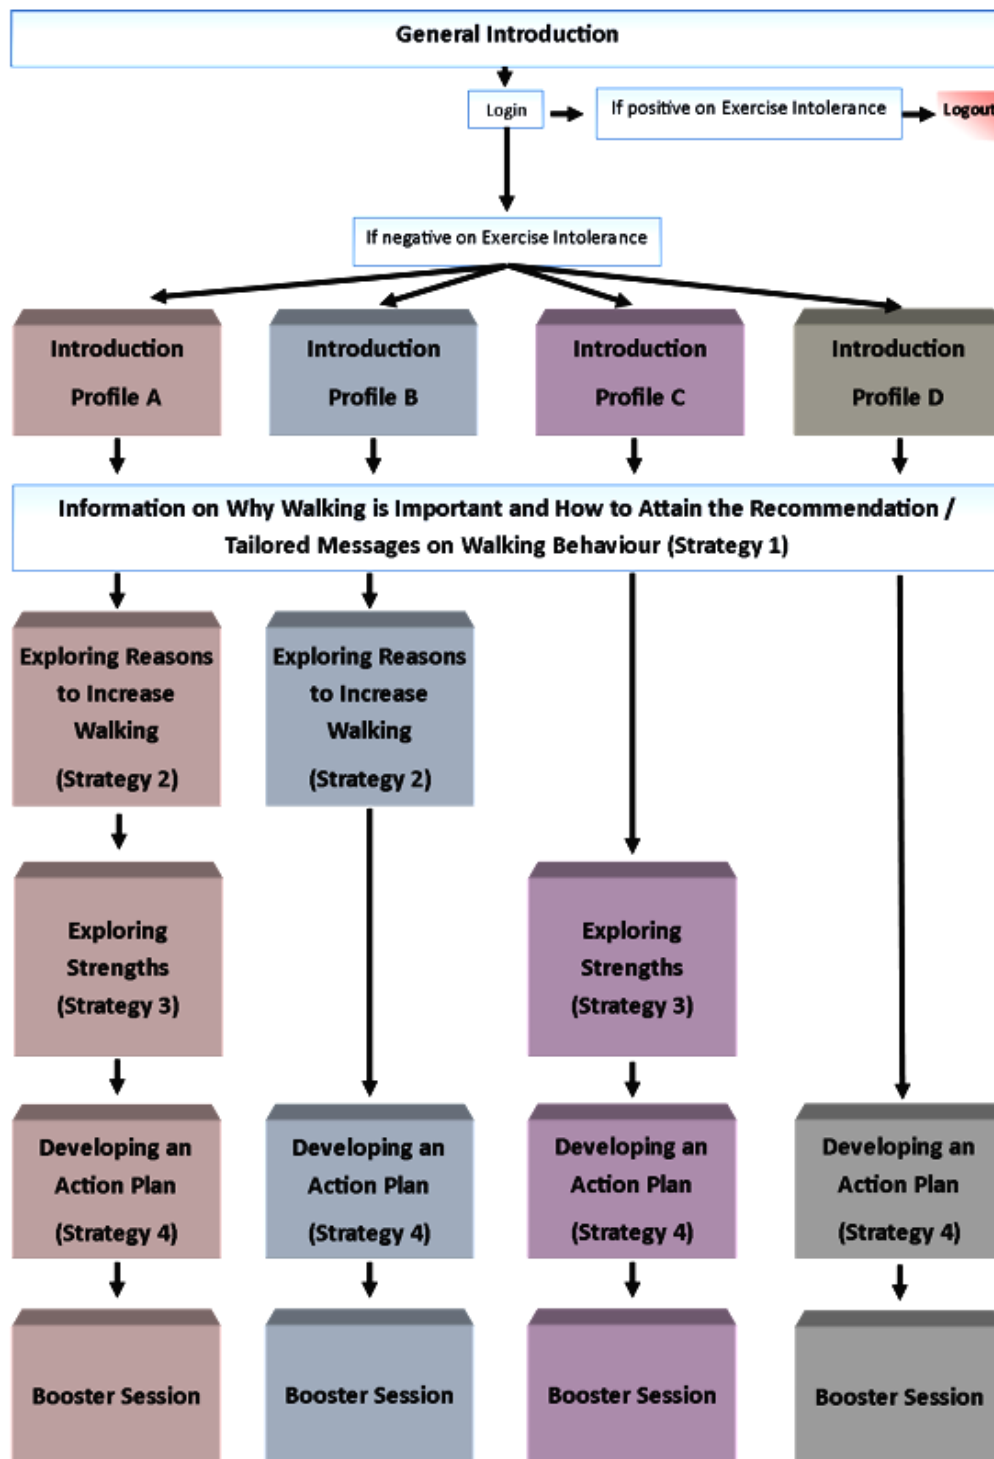 General Introduction
Login
If positive on Exercise Intolerance
Logout
If negative on Exercise Intolerance
Introduction
Profile A
Introduction
Profile B
Introduction
Profile C
Introduction
Profile D
Information on Why Walking is Important and How to Attain the Recommendation /
Tailored Messages on Walking Behaviour (Strategy 1)
Exploring Reasons
to Increase
Walking
(Strategy 2)
Exploring Reasons
to Increase
Walking
(Strategy 2)
Exploring
Strengths
(Strategy 3)
Exploring
Strengths
(Strategy 3)
Developing an
Action Plan
(Strategy 4)
Developing an
Action Plan
(Strategy 4)
Developing an
Action Plan
(Strategy 4)
Developing an
Action Plan
(Strategy 4)
Booster Session
Booster Session
Booster Session
Booster Session